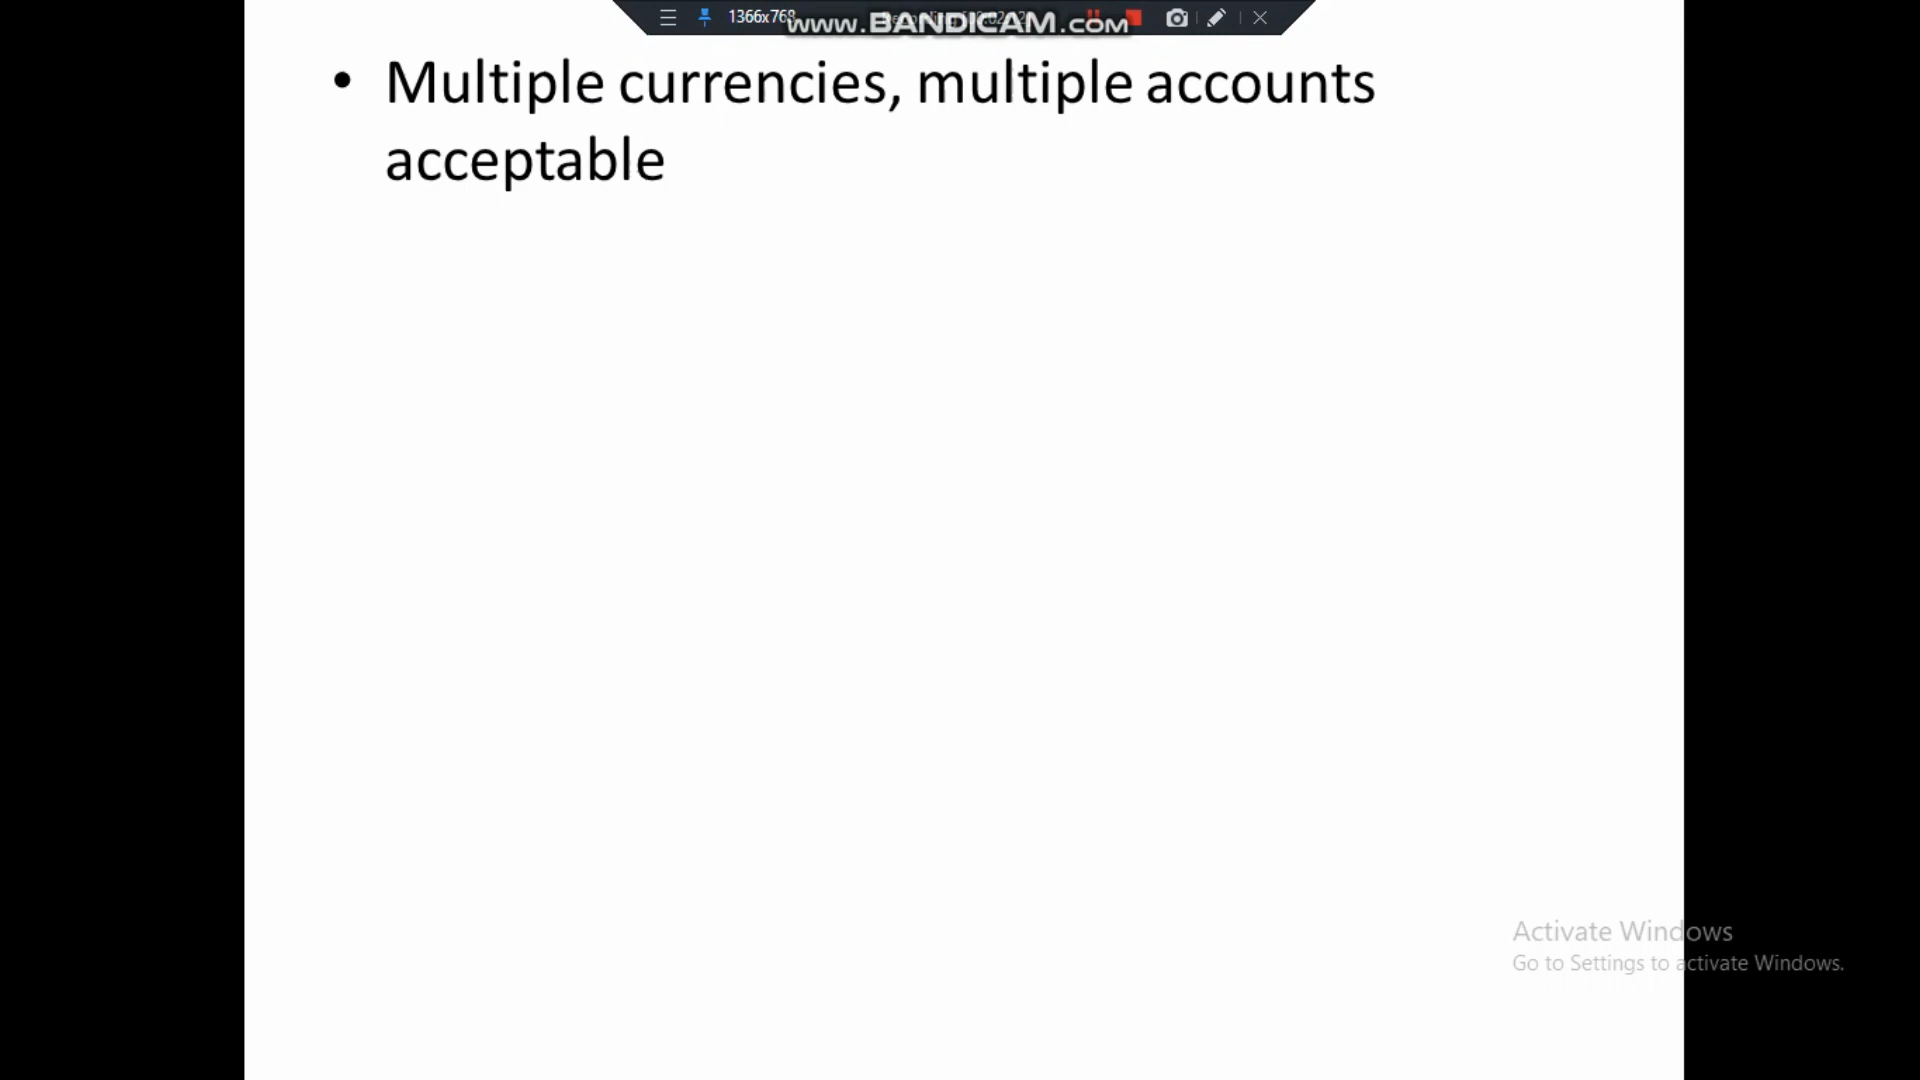 1366x768
www.BANDICAM.com
• Multiple currencies, multiple accounts
acceptable
Activate Windows
Go to Settings to activate Windows.